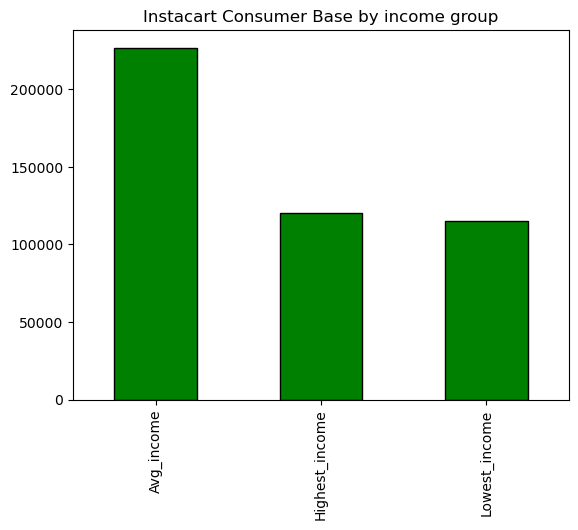 Instacart Consumer Base by income group
200000
150000
100000
50000
0
Avg_income
Highest_income
Lowest_income